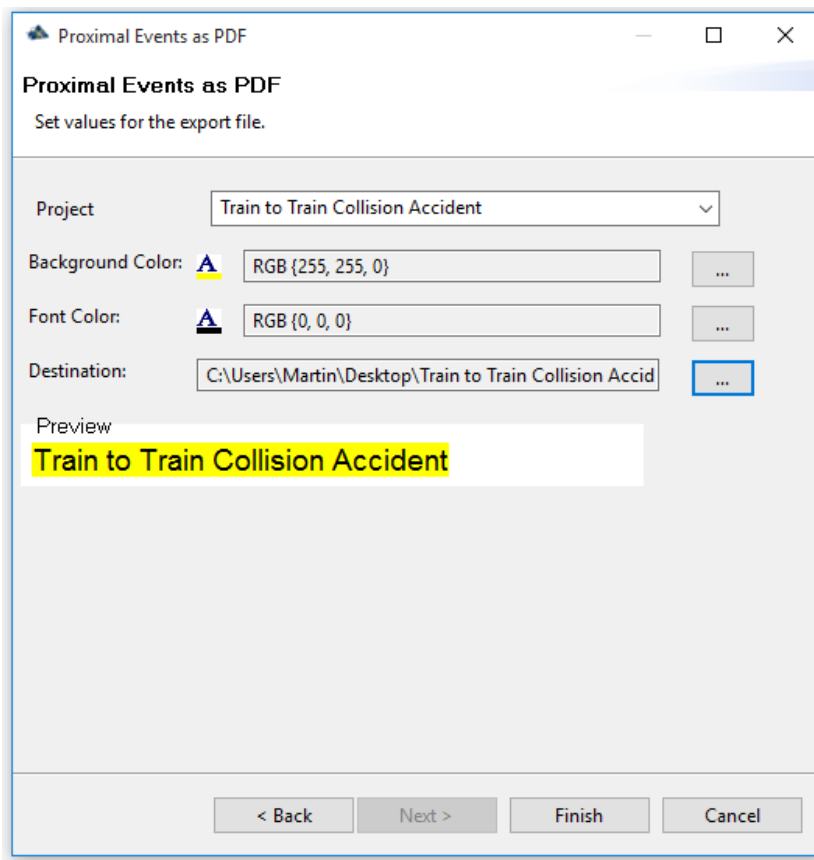 Proximal Events as PDF
Proximal Events as PDF
Set values for the export file.
Project Train to Train Collision Accident
Background Color: A RGB {255, 255, 0} ...
Font Color: A RGB {0, 0, 0} ...
Destination: C:\Users\Martin\Desktop\Train to Train Collision Accid ...
Preview
Train to Train Collision Accident
< Back Next > Finish Cancel